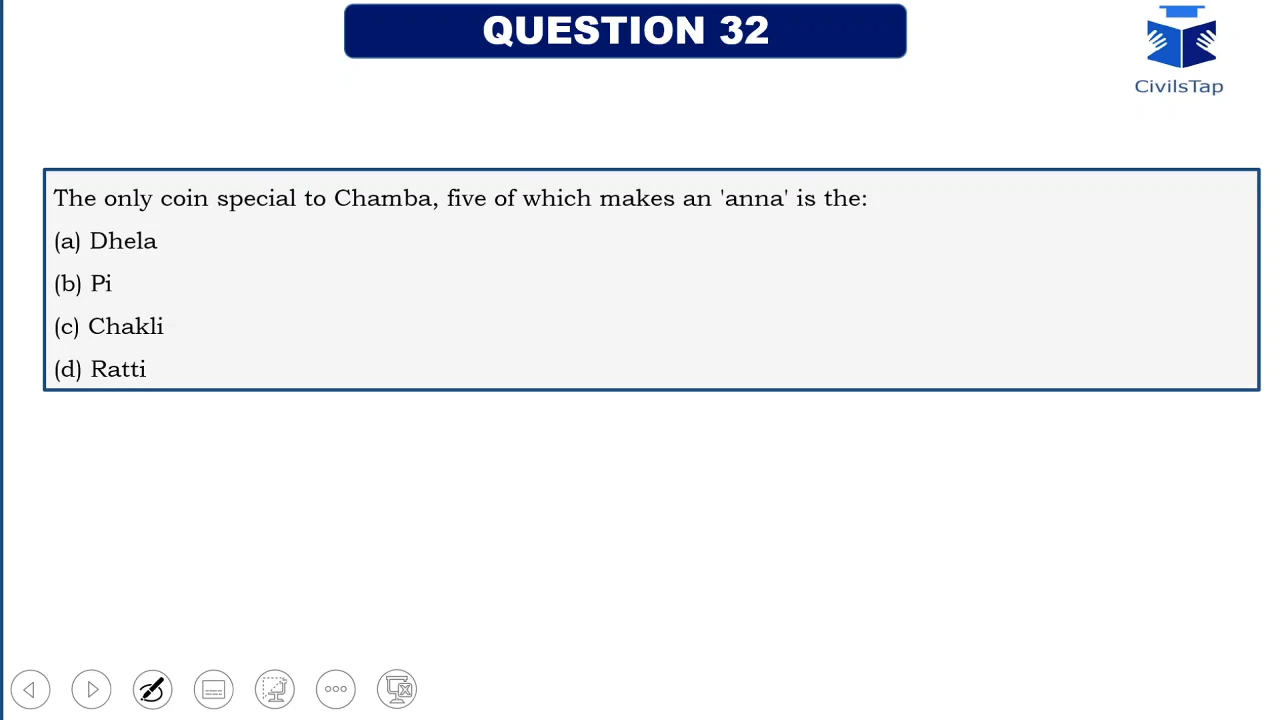 QUESTION 32
CivilsTap
The only coin special to Chamba, five of which makes an 'anna' is the:
(a) Dhela
(b) Pi
(c) Chakli
(d) Ratti